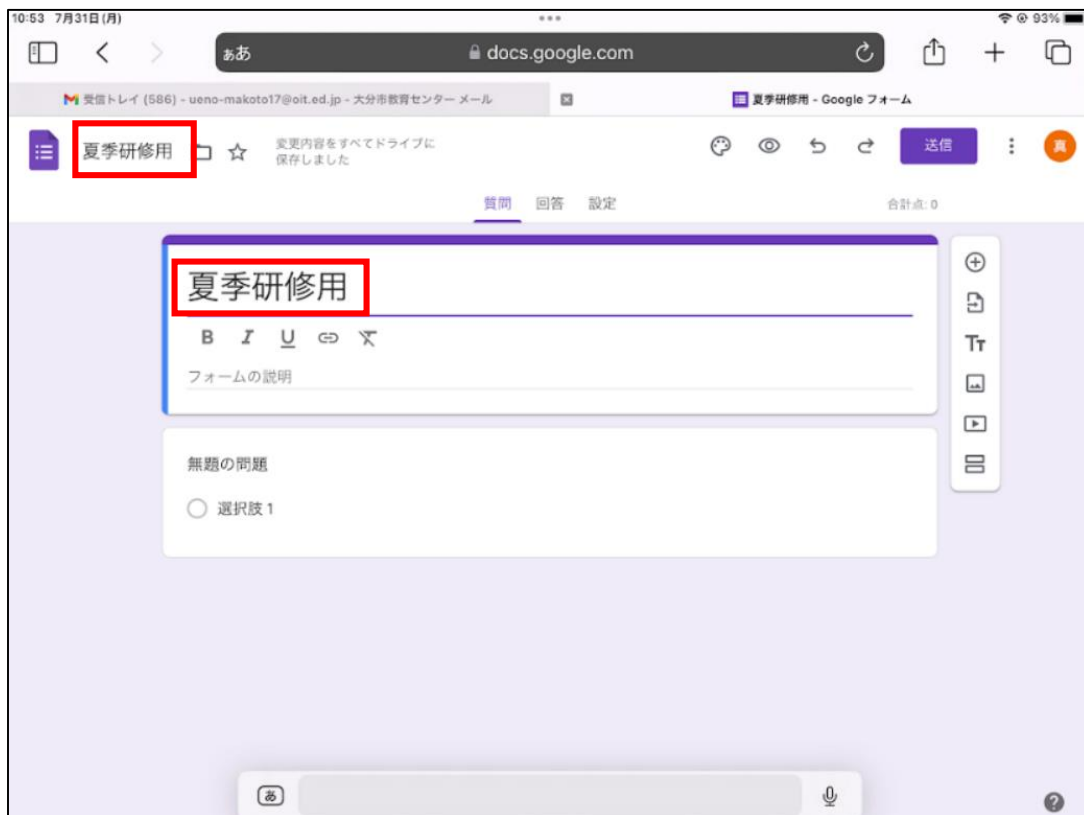 10:53 7月31日(月)
93%
ぁあ
docs.google.com
受信トレイ (586) - ueno-makoto17@oit.ed.jp - 大分市教育センター メール
夏季研修用 - Google フォーム
夏季研修用
変更内容をすべてドライブに
保存しました
送信
真
質問 回答 設定
合計点: 0
夏季研修用
B I U
フォームの説明
Tт
無題の問題
選択肢 1
あ